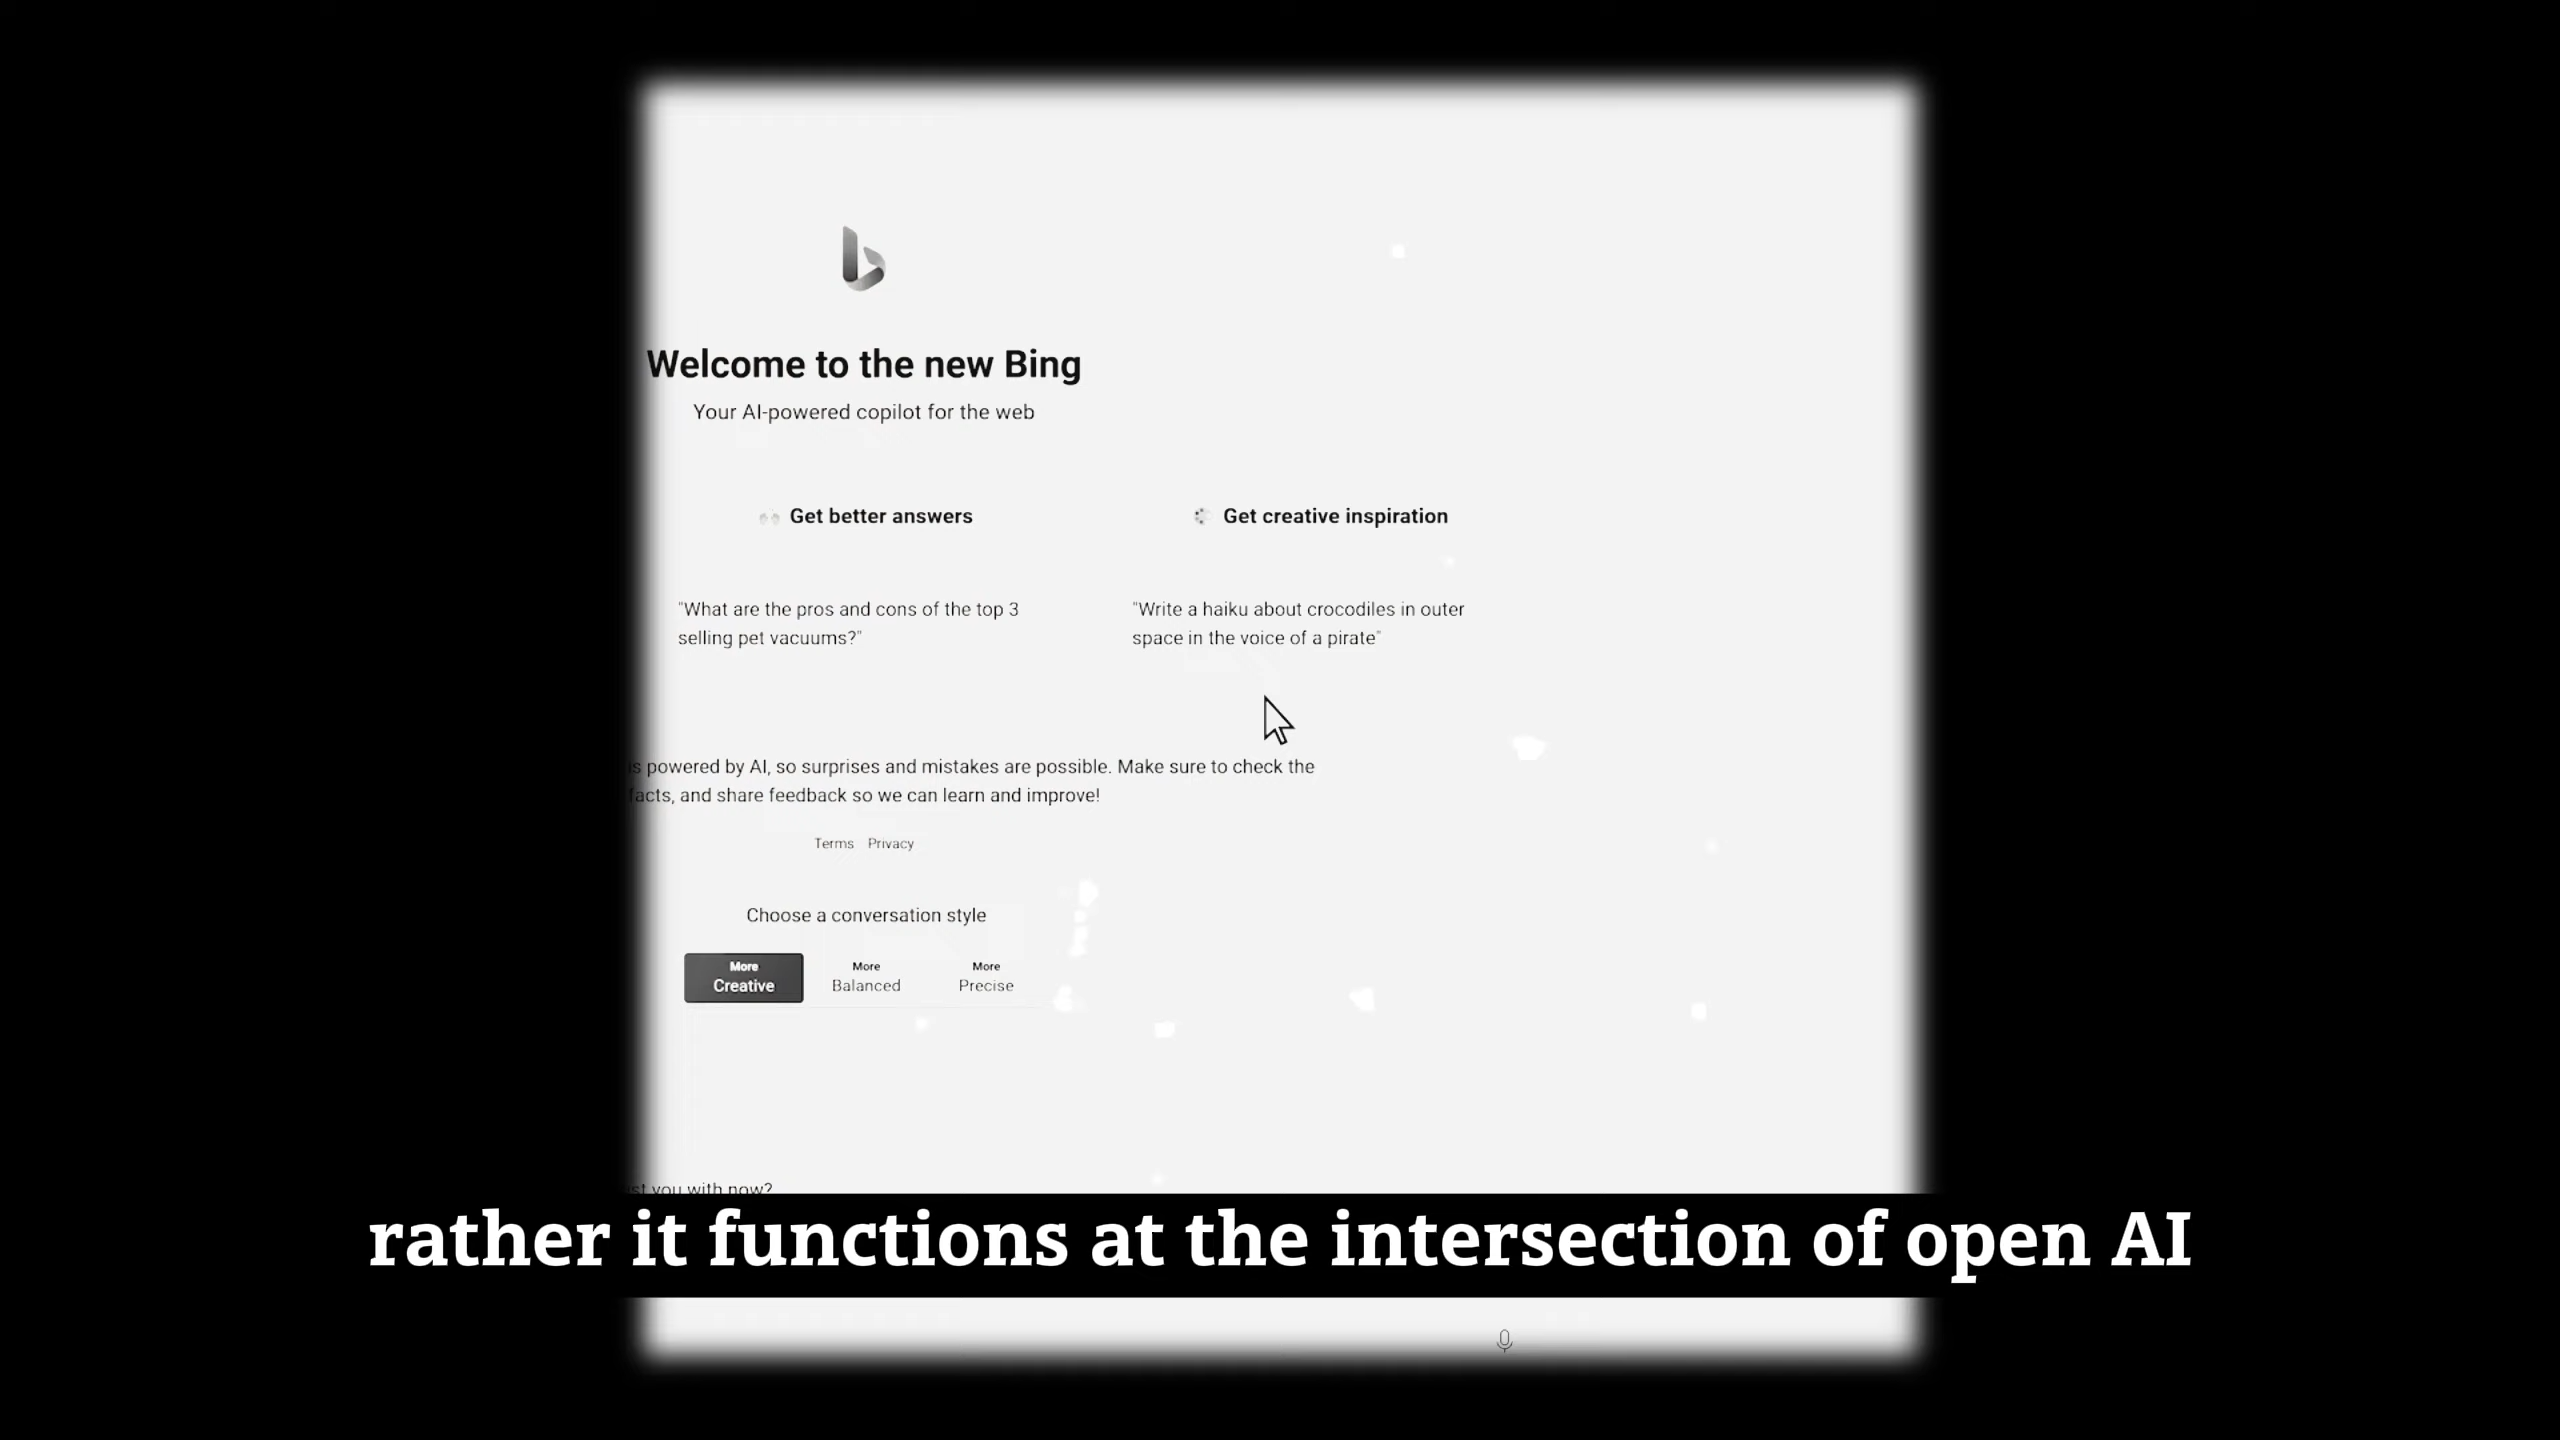 Welcome to the new Bing
Your AI-powered copilot for the web
Get better answers
Get creative inspiration
"What are the pros and cons of the top 3
selling pet vacuums?"
"Write a haiku about crocodiles in outer
space in the voice of a pirate"
is powered by AI, so surprises and mistakes are possible. Make sure to check the
facts, and share feedback so we can learn and improve!
Terms Privacy
Choose a conversation style
More
Creative
More
Balanced
More
Precise
you with now?
rather it functions at the intersection of open AI